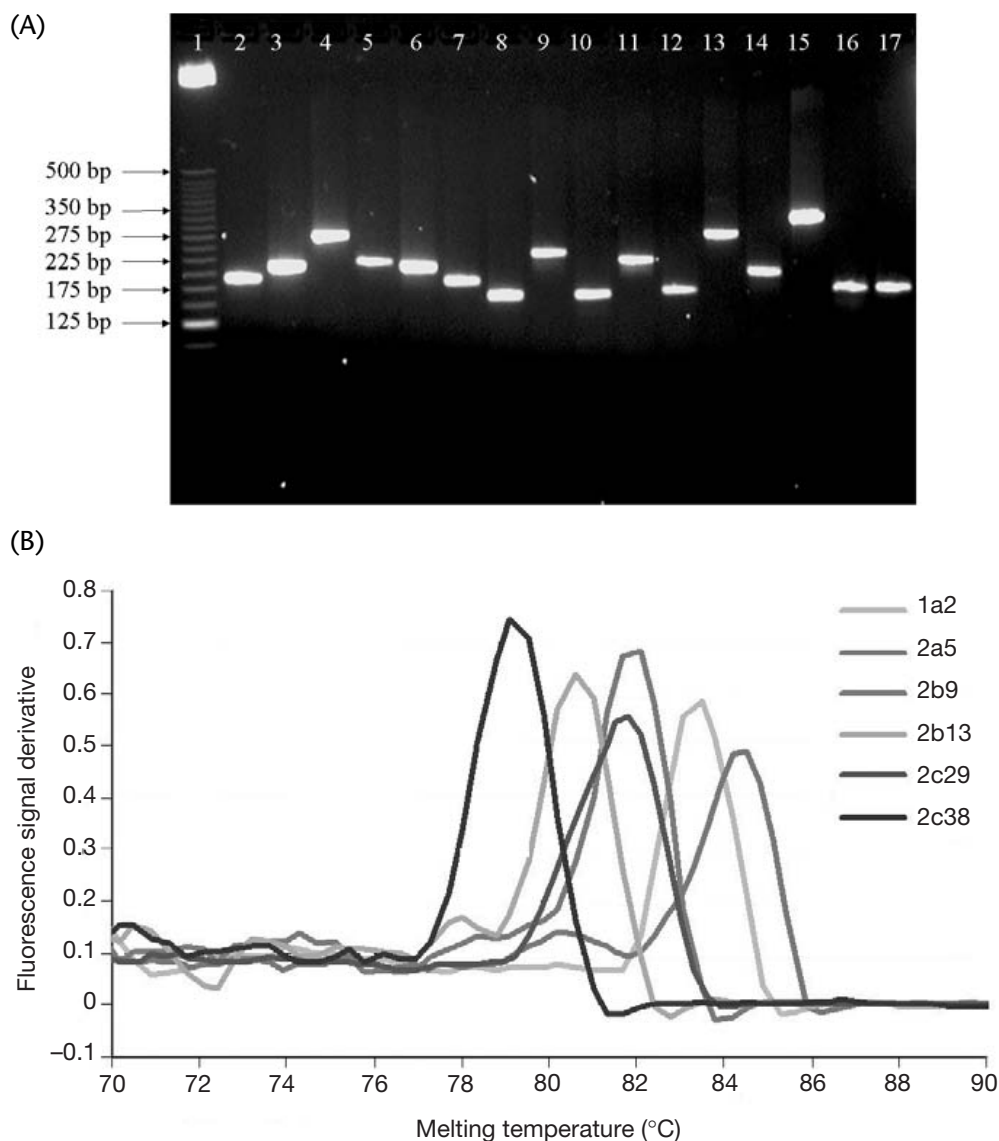 (A)
1 2 3 4 5 6 7 8 9 10 11 12 13 14 15 16 17
500 bp
350 bp
275 bp
225 bp
175 bp
125 bp
(B)
0.8
0.7
0.6
0.5
0.4
0.3
0.2
0.1
0
–0.1
Fluorescence signal derivative
1a2
2a5
2b9
2b13
2c29
2c38
70 72 74 76 78 80 82 84 86 88 90
Melting temperature (°C)